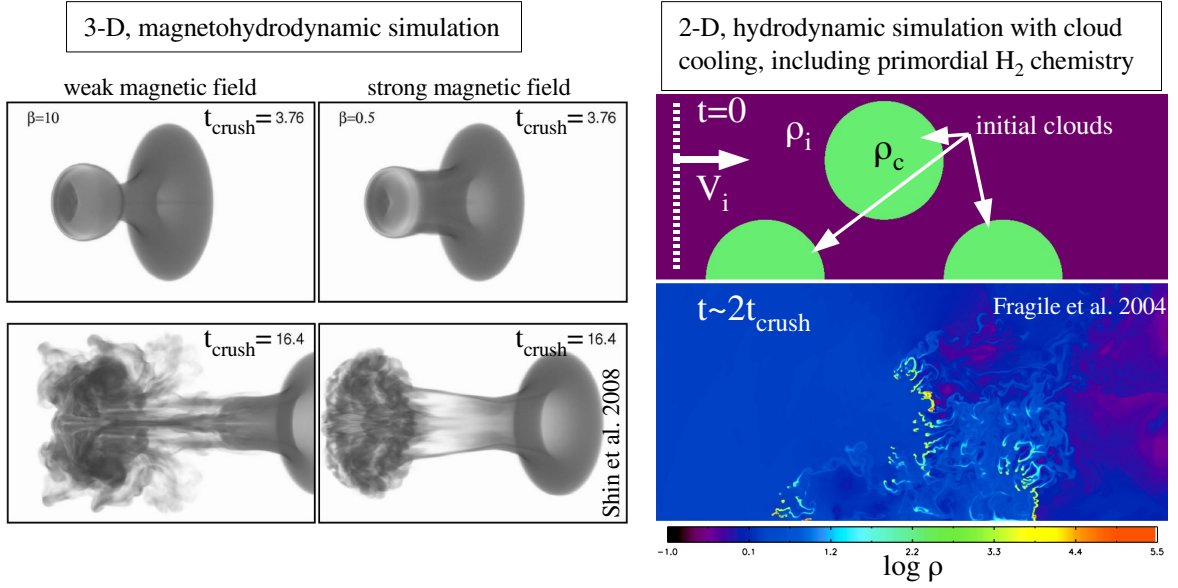 3-D, magnetohydrodynamic simulation
weak magnetic field
strong magnetic field
β=10
t_crush= 3.76
β=0.5
t_crush= 3.76
t_crush= 16.4
t_crush= 16.4
Shin et al. 2008
2-D, hydrodynamic simulation with cloud
cooling, including primordial H₂ chemistry
t=0
ρ_i
ρ_c
initial clouds
V_i
t~2t_crush
Fragile et al. 2004
-1.0 0.1 1.2 2.2 3.3 4.4 5.5
log ρ